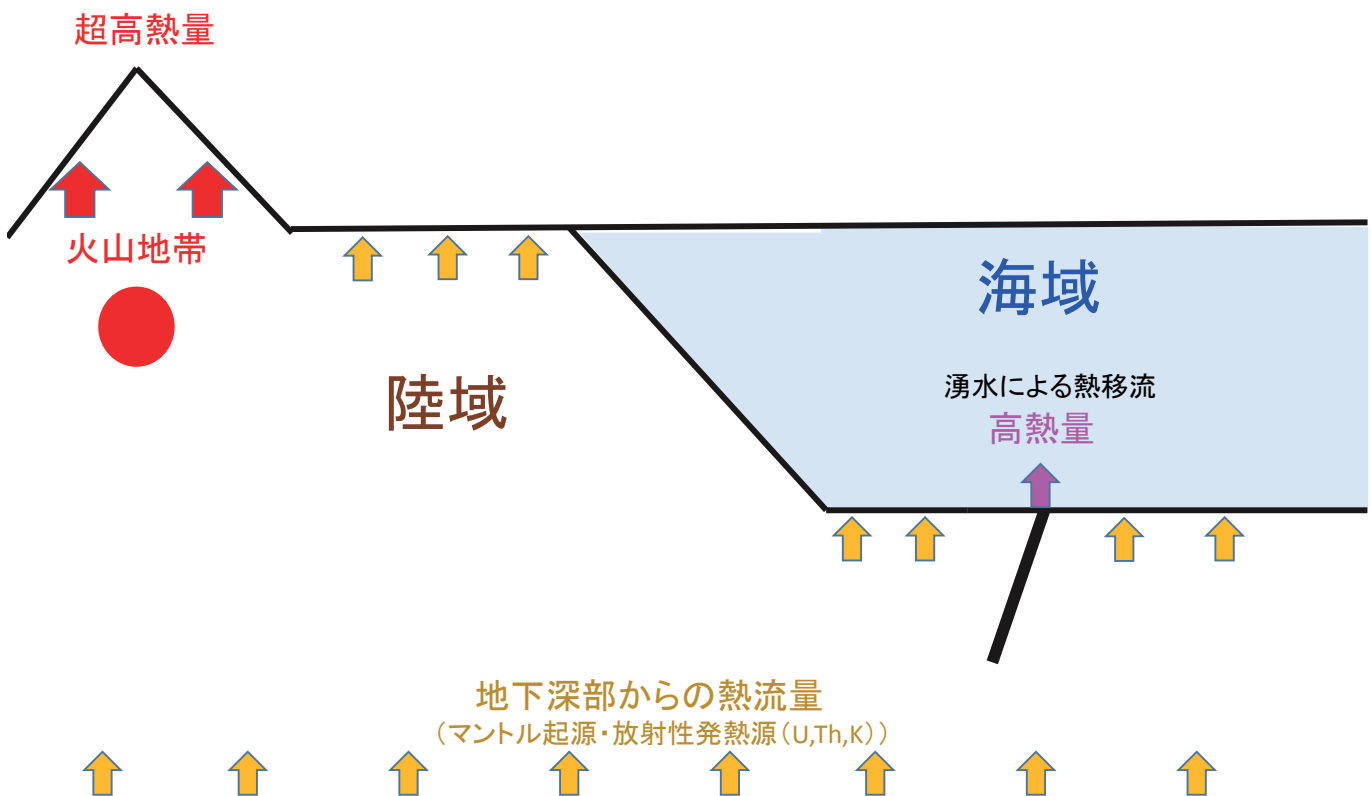 超高熱量
火山地帯
海域
陸域
湧水による熱移流
高熱量
地下深部からの熱流量
（マントル起源・放射性発熱源（U,Th,K））